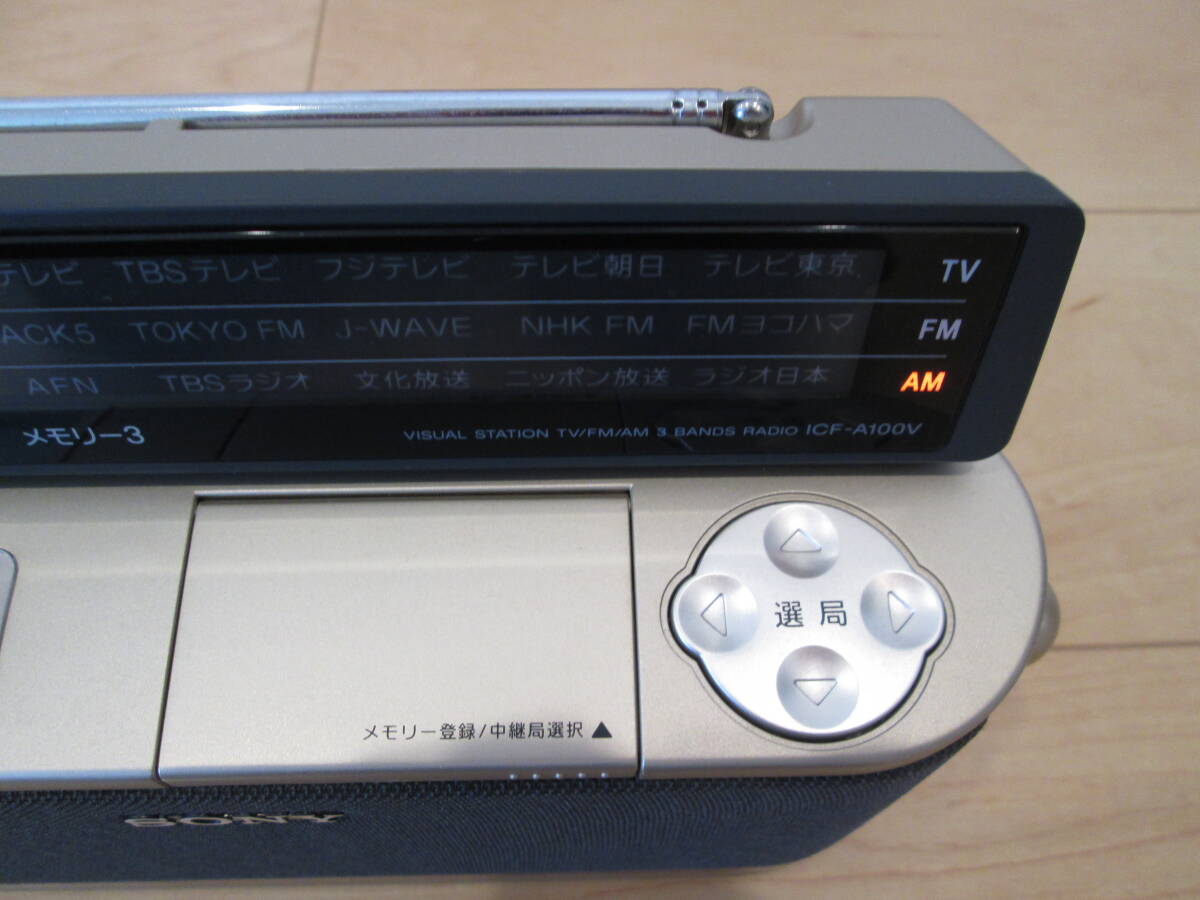 テレビ TBSテレビ フジテレビ テレビ朝日 テレビ東京 TV
ACK5 TOKYO FM J-WAVE NHK FM FMヨコハマ FM
AFN TBSラジオ 文化放送 ニッポン放送 ラジオ日本 AM
メモリー3 VISUAL STATION TV/FM/AM 3 BANDS RADIO ICF-A100V
選局
メモリー登録/中継局選択 ▲
SONY